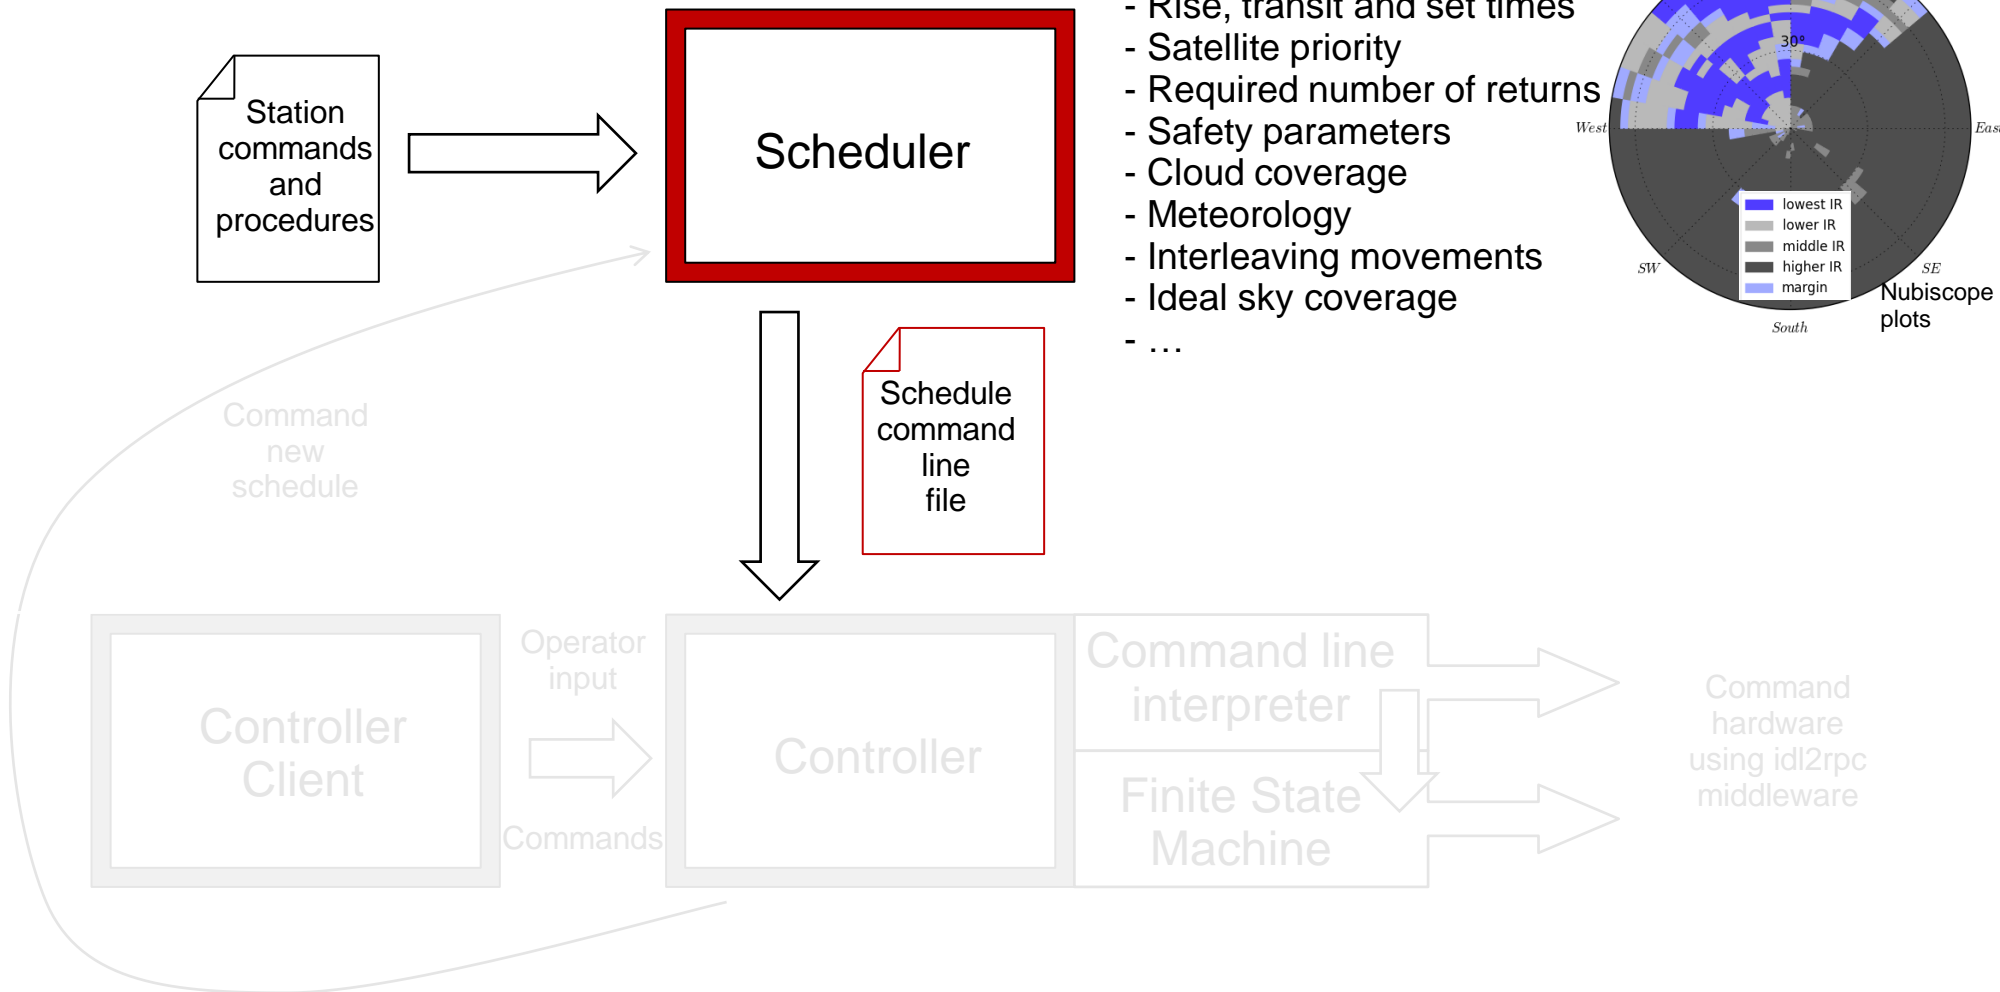 - Rise, transit and set times
- Satellite priority
- Required number of returns
- Safety parameters
- Cloud coverage
- Meteorology
- Interleaving movements
- Ideal sky coverage
- …
Station
commands
and
procedures
Scheduler
30°
West
East
SW
SE
South
lowest IR
lower IR
middle IR
higher IR
margin
Nubiscope
plots
Schedule
command
line
file
Command
new
schedule
Controller
Client
Operator
input
Commands
Controller
Command line
interpreter
Finite State
Machine
Command
hardware
using idl2rpc
middleware